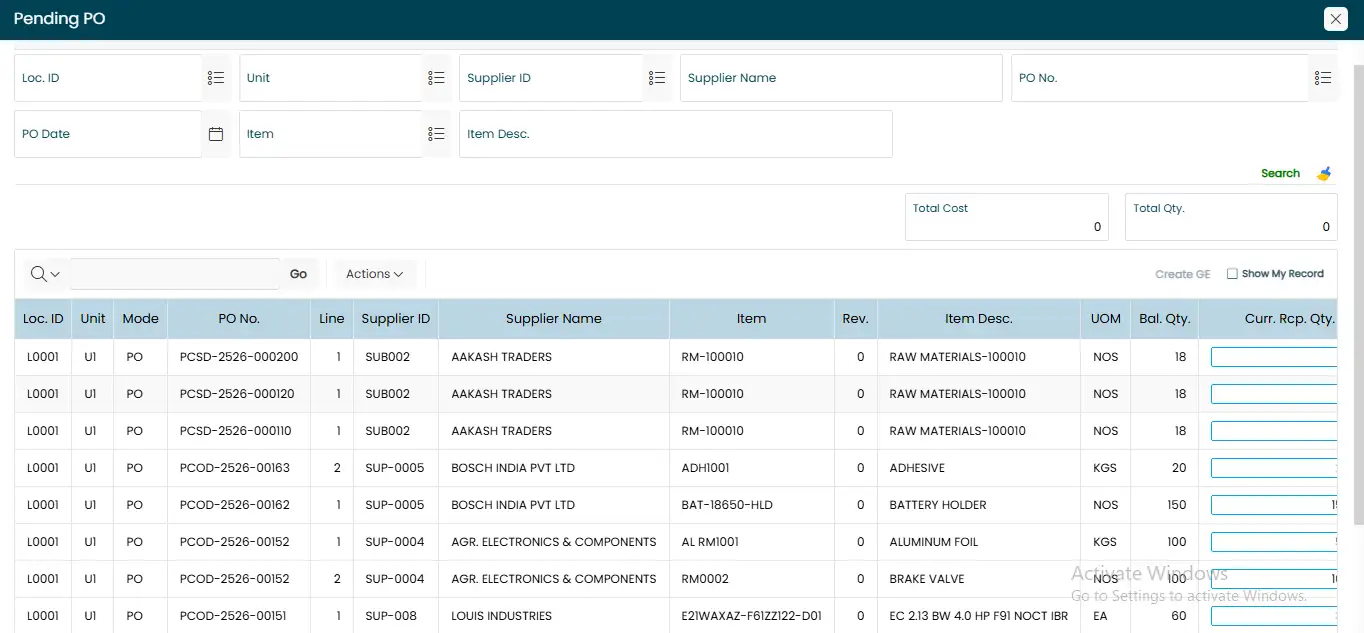 Pending PO
Loc. ID Unit Supplier ID Supplier Name PO No.
PO Date Item Item Desc.
Search
Total Cost Total Qty.
0 0
Go Actions Create GE Show My Record
Loc. ID Unit Mode PO No. Line Supplier ID Supplier Name Item Rev. Item Desc. UOM Bal. Qty. Curr. Rcp. Qty.
L0001 U1 PO PCSD-2526-000200 1 SUB002 AAKASH TRADERS RM-100010 0 RAW MATERIALS-100010 NOS 18
L0001 U1 PO PCSD-2526-000120 1 SUB002 AAKASH TRADERS RM-100010 0 RAW MATERIALS-100010 NOS 18
L0001 U1 PO PCSD-2526-000110 1 SUB002 AAKASH TRADERS RM-100010 0 RAW MATERIALS-100010 NOS 18
L0001 U1 PO PCOD-2526-00163 2 SUP-0005 BOSCH INDIA PVT LTD ADH1001 0 ADHESIVE KGS 20
L0001 U1 PO PCOD-2526-00162 1 SUP-0005 BOSCH INDIA PVT LTD BAT-18650-HLD 0 BATTERY HOLDER NOS 150
L0001 U1 PO PCOD-2526-00152 1 SUP-0004 AGR. ELECTRONICS & COMPONENTS AL RM1001 0 ALUMINUM FOIL KGS 100
L0001 U1 PO PCOD-2526-00152 2 SUP-0004 AGR. ELECTRONICS & COMPONENTS RM0002 0 BRAKE VALVE NOS 100
L0001 U1 PO PCOD-2526-00151 1 SUP-008 LOUIS INDUSTRIES E21WAXAZ-F61ZZ122-D01 0 EC 2.13 BW 4.0 HP F91 NOCT IBR EA 60
Activate Windows
Go to Settings to activate Windows.